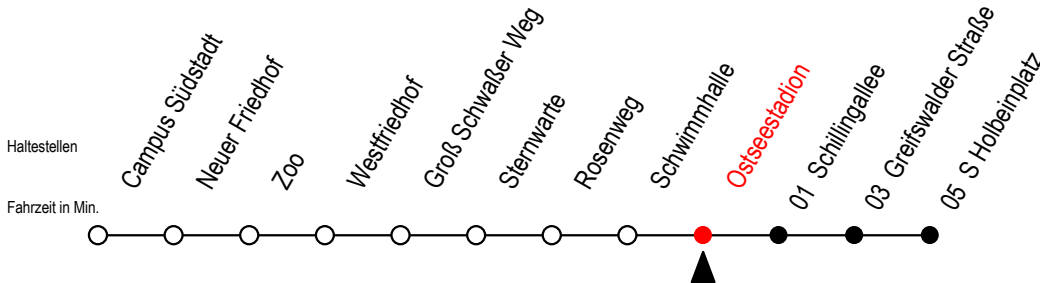 Haltestellen
Fahrzeit in Min.
Campus Südstadt
Neuer Friedhof
Zoo
Westfriedhof
Groß Schwaßer Weg
Sternwarte
Rosenweg
Schwimmhalle
Ostseestadion
01 Schillingallee
03 Greifswalder Straße
05 S Holbeinplatz